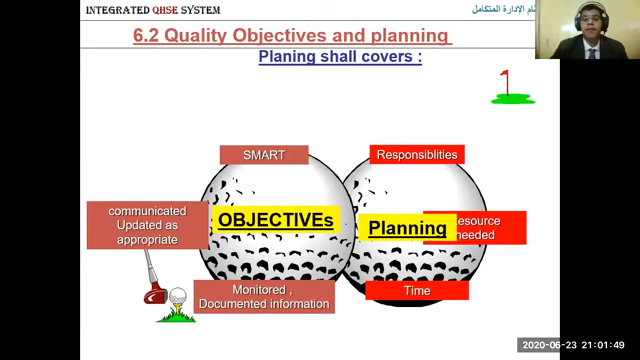 INTEGRATED QHSE SYSTEM
نظام الإدارة المتكامل
6.2 Quality Objectives and planning
Planing shall covers :
SMART
Responsiblities
communicated
Updated as
appropriate
OBJECTIVEs
Planning
needed
Monitored ,
Documented information
Time
2020-06-23 21:01:49